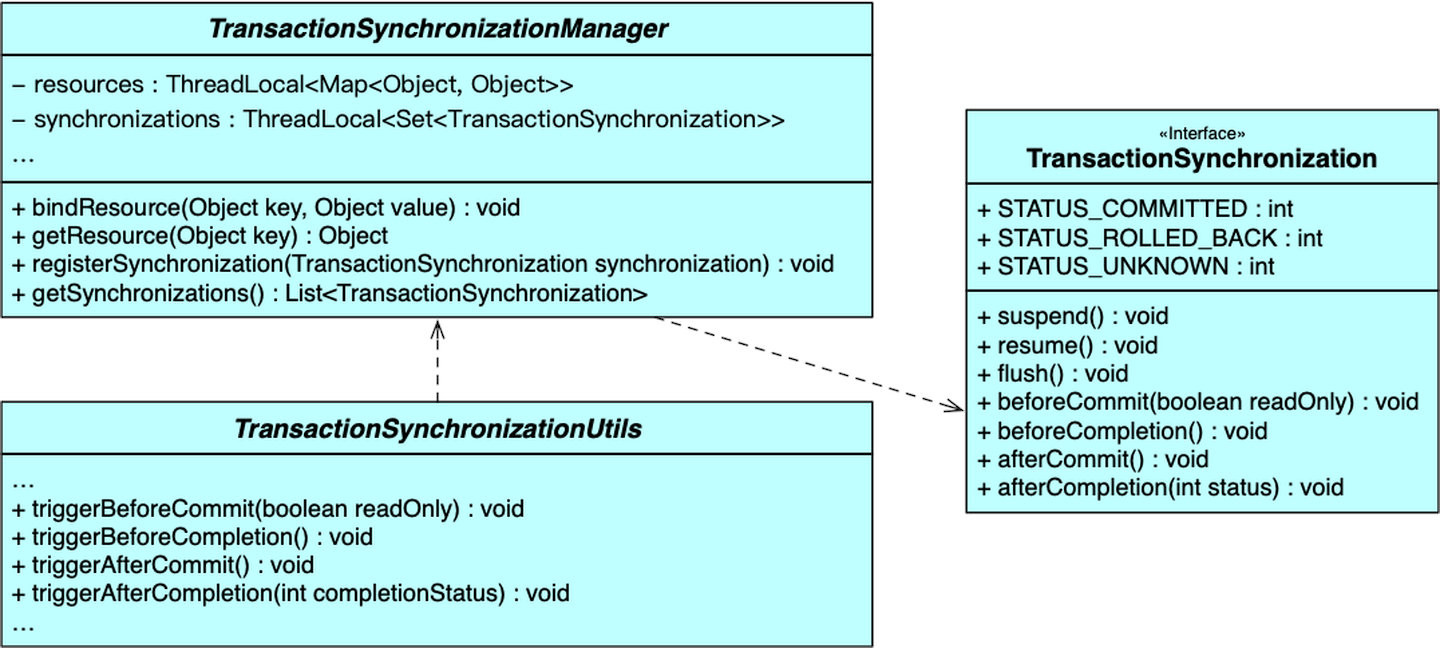 TransactionSynchronizationManager
– resources : ThreadLocal<Map<Object, Object>>
– synchronizations : ThreadLocal<Set<TransactionSynchronization>>
...
+ bindResource(Object key, Object value) : void
+ getResource(Object key) : Object
+ registerSynchronization(TransactionSynchronization synchronization) : void
+ getSynchronizations() : List<TransactionSynchronization>
«Interface»
TransactionSynchronization
+ STATUS_COMMITTED : int
+ STATUS_ROLLED_BACK : int
+ STATUS_UNKNOWN : int
+ suspend() : void
+ resume() : void
+ flush() : void
+ beforeCommit(boolean readOnly) : void
+ beforeCompletion() : void
+ afterCommit() : void
+ afterCompletion(int status) : void
TransactionSynchronizationUtils
...
+ triggerBeforeCommit(boolean readOnly) : void
+ triggerBeforeCompletion() : void
+ triggerAfterCommit() : void
+ triggerAfterCompletion(int completionStatus) : void
...